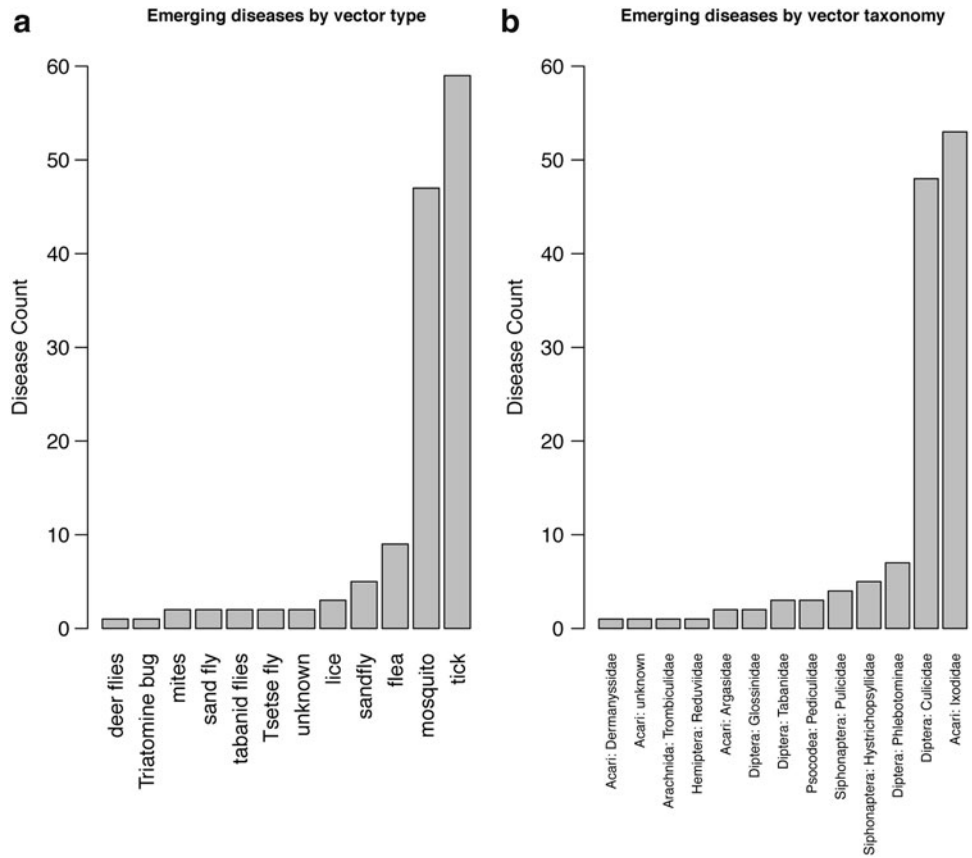 a
Emerging diseases by vector type
60
50
40
30
20
10
0
Disease Count
deer flies
Triatomine bug
mites
sand fly
tabanid flies
Tsetse fly
unknown
lice
sandfly
flea
mosquito
tick
b
Emerging diseases by vector taxonomy
60
50
40
30
20
10
0
Disease Count
Acari: Dermanyssidae
Acari: unknown
Arachnida: Trombiculidae
Hemiptera: Reduviidae
Acari: Argasidae
Diptera: Glossinidae
Diptera: Tabanidae
Psocodea: Pediculidae
Siphonaptera: Pulicidae
Siphonaptera: Hystrichopsyllidae
Diptera: Phlebotominae
Diptera: Culicidae
Acari: Ixodidae